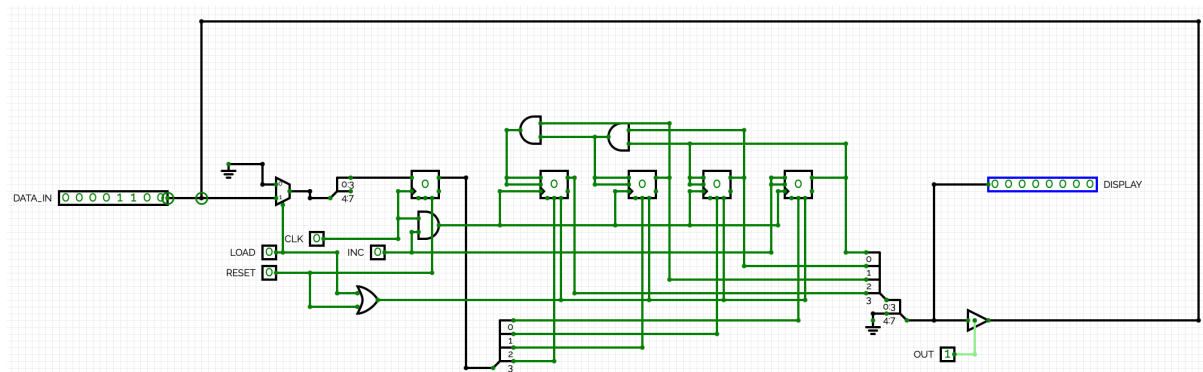 0 0 0 0 0 0 0:3
DATA_IN 0 0 0 0 1 1 0 0 1 4:7 0 0 0 0 0 0 0 0 DISPLAY
CLK 0
LOAD 0 INC 0
0
RESET 0
1
2
3
0:3
4:7
0
1
2
3
OUT 1